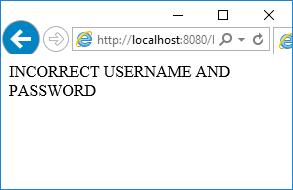 http://localhost:8080/
INCORRECT USERNAME AND
PASSWORD